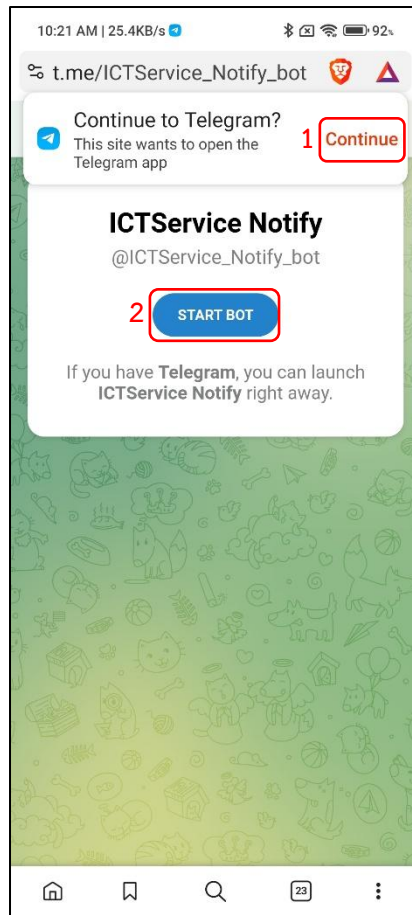 10:21 AM | 25.4KB/s 92%
t.me/ICTService_Notify_bot
Continue to Telegram?
This site wants to open the
Telegram app
1 Continue
ICTService Notify
@ICTService_Notify_bot
2 START BOT
If you have Telegram, you can launch
ICTService Notify right away.
23